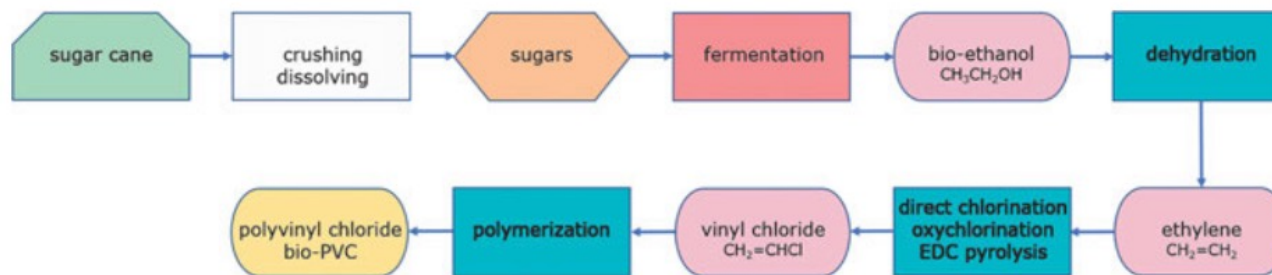 sugar cane
crushing
dissolving
sugars
fermentation
bio-ethanol
CH₃CH₂OH
dehydration
polyvinyl chloride
bio-PVC
polymerization
vinyl chloride
CH₂=CHCl
direct chlorination
oxychlorination
EDC pyrolysis
ethylene
CH₂=CH₂